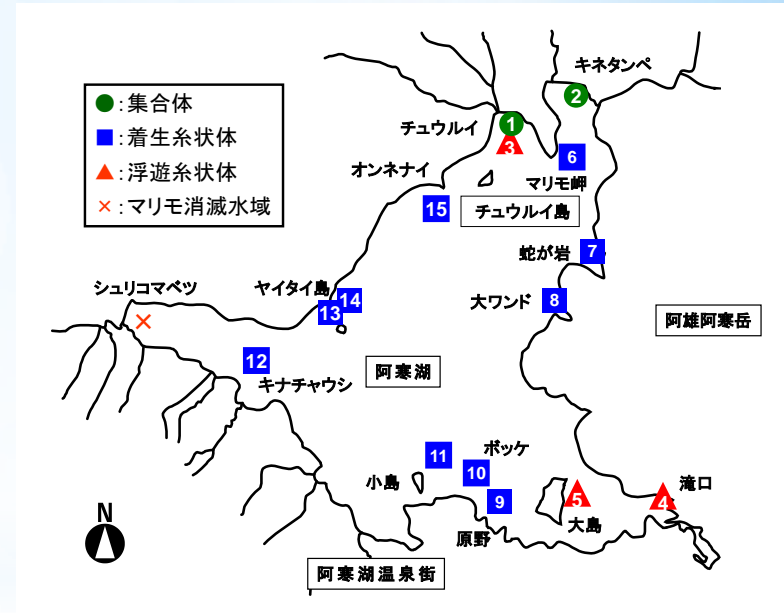 キネタンペ
●:集合体
■:着生糸状体
▲:浮遊糸状体
×:マリモ消滅水域
チュウルイ
1
2
3
オンネナイ
6
マリモ岬
15
チュウルイ島
蛇が岩
7
シュリコマベツ
ヤイタイ島
14
13
大ワンド
8
阿雄阿寒岳
12
キナチャウシ
阿寒湖
ボッケ
11
10
小島
9
5
4
滝口
大島
原野
N
阿寒湖温泉街